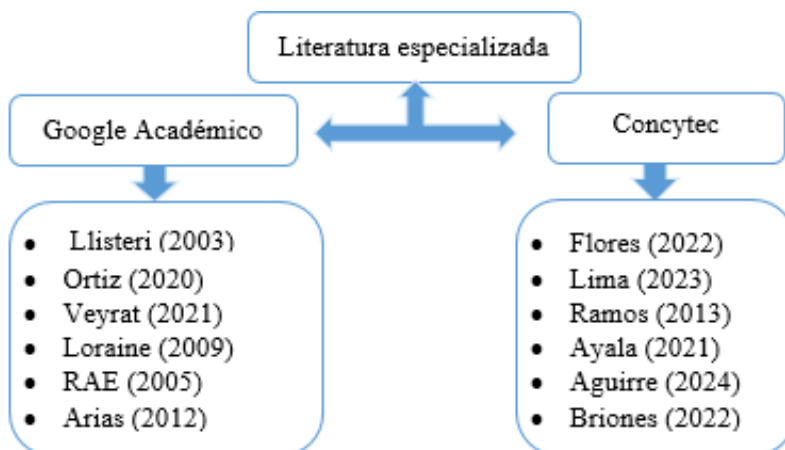 Literatura especializada
Google Académico
Concytec
• Llisteri (2003)
• Ortiz (2020)
• Veyrat (2021)
• Loraine (2009)
• RAE (2005)
• Arias (2012)
• Flores (2022)
• Lima (2023)
• Ramos (2013)
• Ayala (2021)
• Aguirre (2024)
• Briones (2022)